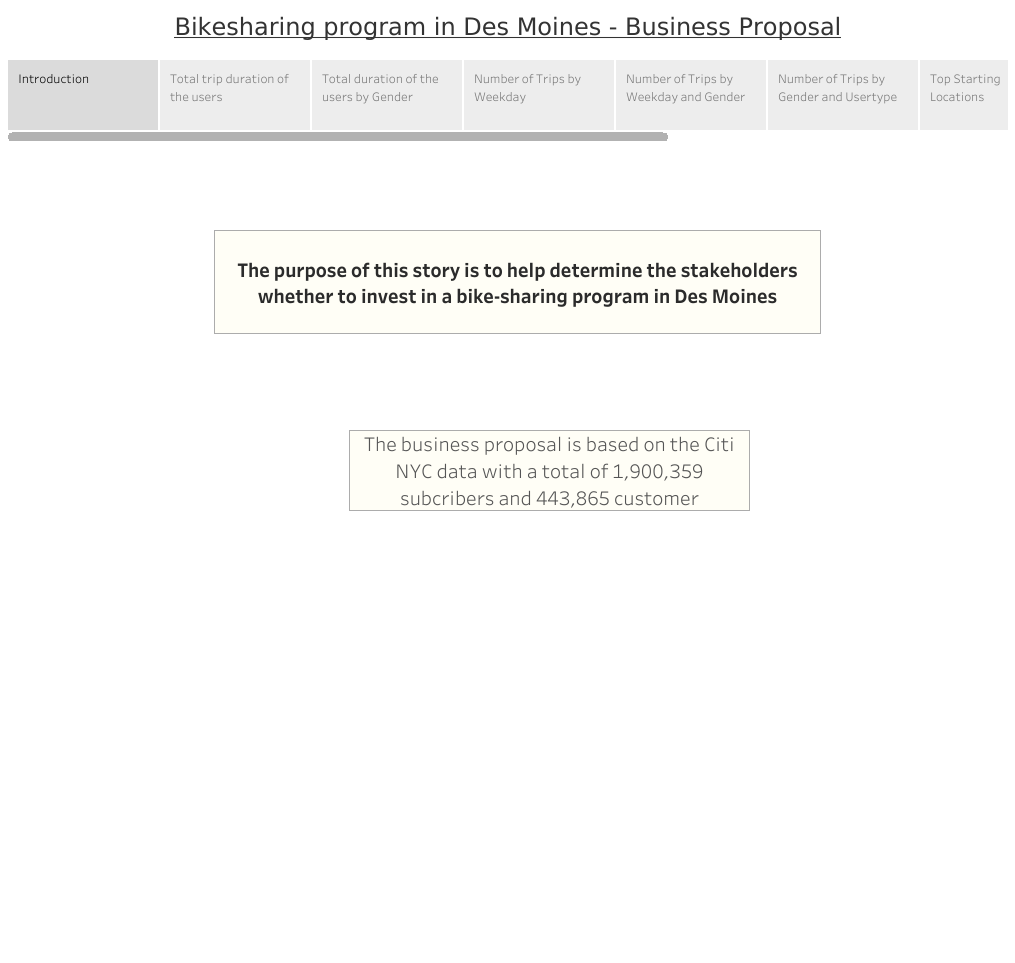 Bikesharing program in Des Moines - Business Proposal
Introduction
Total trip duration of
the users
Total duration of the
users by Gender
Number of Trips by
Weekday
Number of Trips by
Weekday and Gender
Number of Trips by
Gender and Usertype
Top Starting
Locations
The purpose of this story is to help determine the stakeholders
whether to invest in a bike-sharing program in Des Moines
The business proposal is based on the Citi
NYC data with a total of 1,900,359
subcribers and 443,865 customer